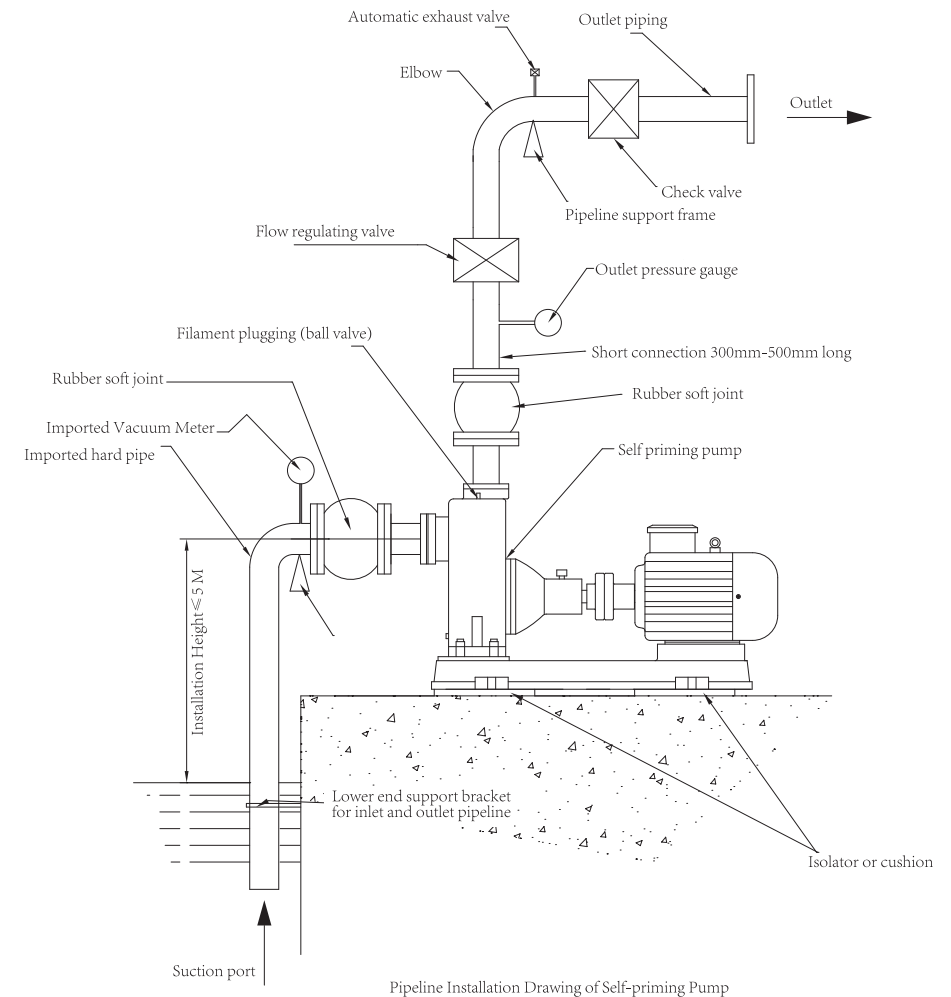 Automatic exhaust valve
Outlet piping
Elbow
Outlet
Check valve
Pipeline support frame
Flow regulating valve
Outlet pressure gauge
Filament plugging (ball valve)
Short connection 300mm-500mm long
Rubber soft joint
Rubber soft joint
Imported Vacuum Meter
Imported hard pipe
Self priming pump
Installation Height≤5 M
Lower end support bracket
for inlet and outlet pipeline
Isolator or cushion
Suction port
Pipeline Installation Drawing of Self-priming Pump